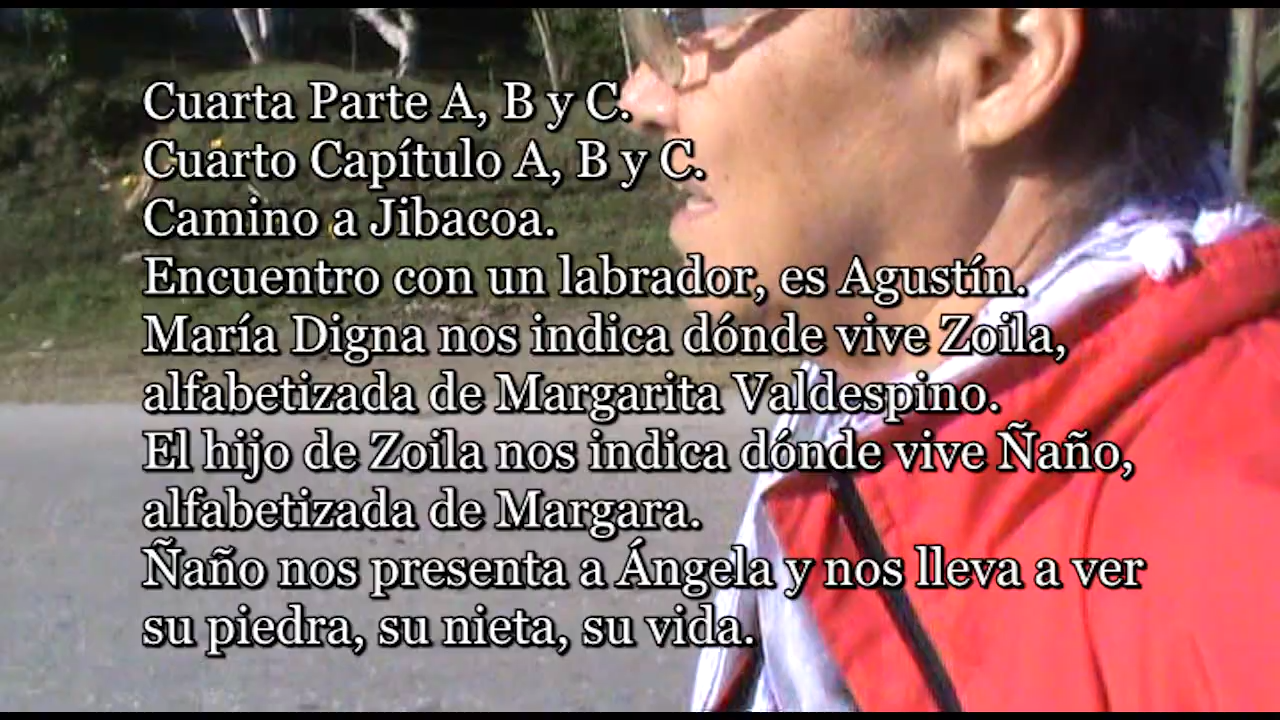 Cuarta Parte A, B y C.
Cuarto Capítulo A, B y C.
Camino a Jibacoa.
Encuentro con un labrador, es Agustín.
María Digna nos indica dónde vive Zoila,
alfabetizada de Margarita Valdespino.
El hijo de Zoila nos indica dónde vive Ñaño,
alfabetizada de Margara.
Ñaño nos presenta a Ángela y nos lleva a ver
su piedra, su nieta, su vida.